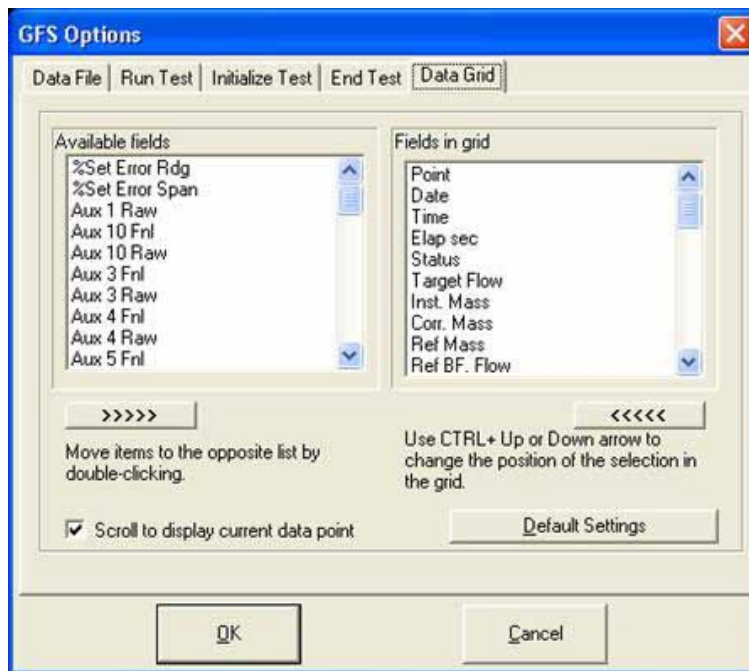 GFS Options
Data File
Run Test
Initialize Test
End Test
Data Grid
Available fields
%Set Error Rdg
%Set Error Span
Aux 1 Raw
Aux 10 Fnl
Aux 10 Raw
Aux 3 Fnl
Aux 3 Raw
Aux 4 Fnl
Aux 4 Raw
Aux 5 Fnl
>>>>>
Move items to the opposite list by
double-clicking.
Scroll to display current data point
Fields in grid
Point
Date
Time
Elap sec
Status
Target Flow
Inst. Mass
Corr. Mass
Ref Mass
Ref BF. Flow
<<<<<
Use CTRL+ Up or Down arrow to
change the position of the selection in
the grid.
Default Settings
OK
Cancel